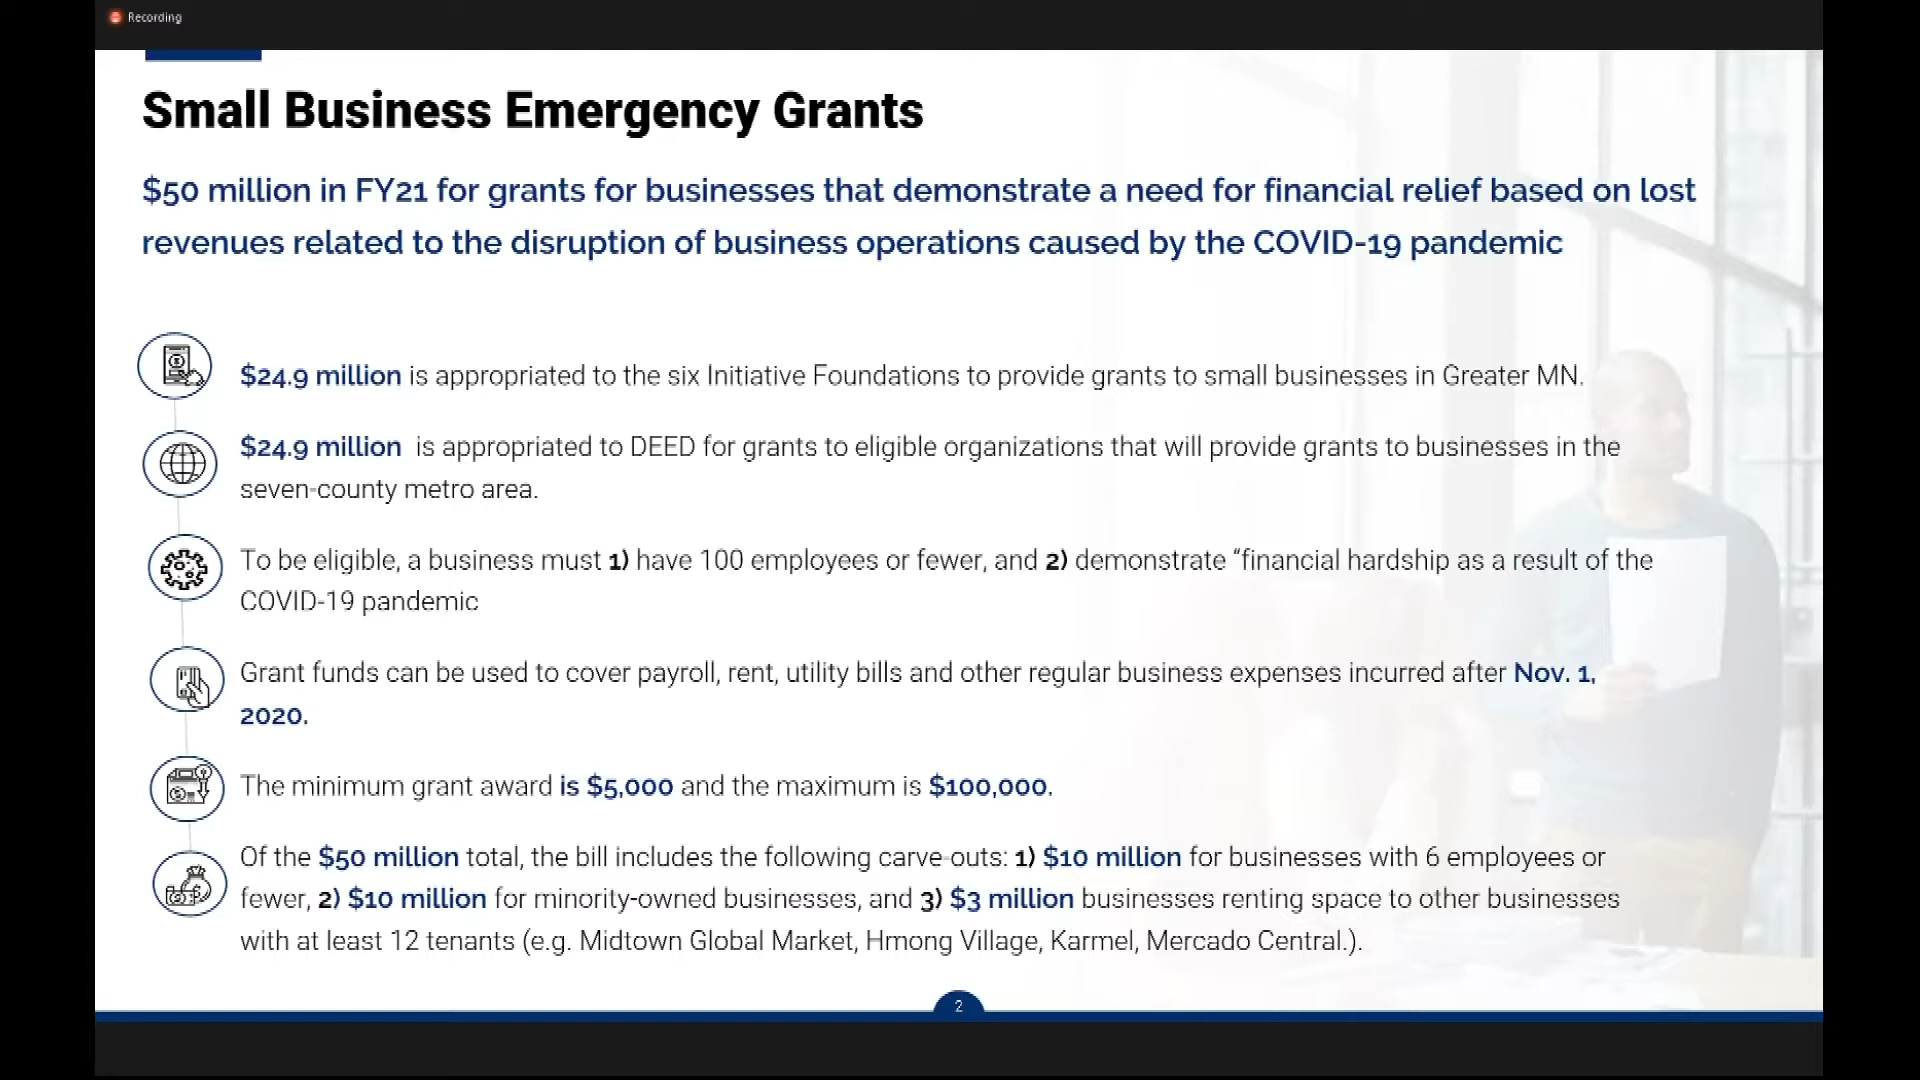 Recording
Small Business Emergency Grants
$50 million in FY21 for grants for businesses that demonstrate a need for financial relief based on lost
revenues related to the disruption of business operations caused by the COVID-19 pandemic
$24.9 million is appropriated to the six Initiative Foundations to provide grants to small businesses in Greater MN.
$24.9 million is appropriated to DEED for grants to eligible organizations that will provide grants to businesses in the
seven-county metro area.
To be eligible, a business must 1) have 100 employees or fewer, and 2) demonstrate “financial hardship as a result of the
COVID-19 pandemic
Grant funds can be used to cover payroll, rent, utility bills and other regular business expenses incurred after Nov. 1,
2020.
The minimum grant award is $5,000 and the maximum is $100,000.
Of the $50 million total, the bill includes the following carve-outs: 1) $10 million for businesses with 6 employees or
fewer, 2) $10 million for minority-owned businesses, and 3) $3 million businesses renting space to other businesses
with at least 12 tenants (e.g. Midtown Global Market, Hmong Village, Karmel, Mercado Central.).
2